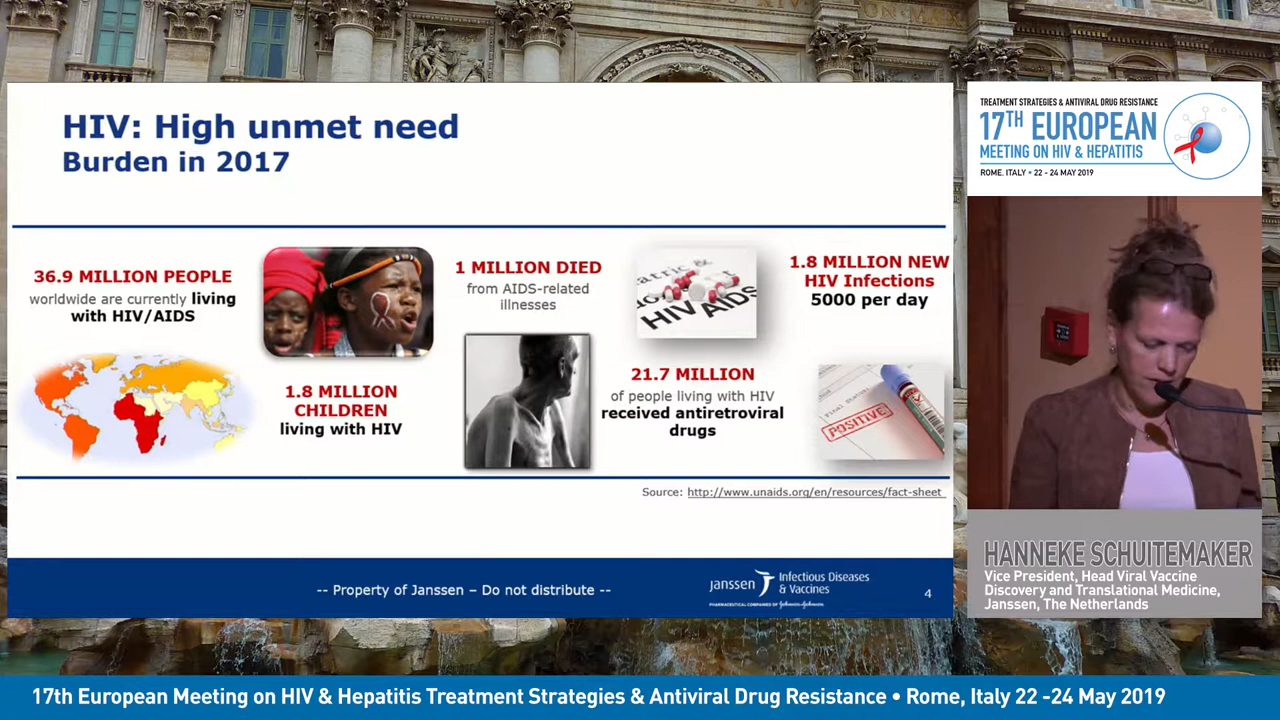 HIV: High unmet need
Burden in 2017
36.9 MILLION PEOPLE
worldwide are currently living
with HIV/AIDS
1.8 MILLION
CHILDREN
living with HIV
1 MILLION DIED
from AIDS-related
illnesses
HIV AIDS
21.7 MILLION
of people living with HIV
received antiretroviral
drugs
1.8 MILLION NEW
HIV Infections
5000 per day
POSITIVE
Source: http://www.unaids.org/en/resources/fact-sheet
-- Property of Janssen – Do not distribute --
janssen Infectious Diseases
& Vaccines
PHARMACEUTICAL COMPANIES OF Johnson & Johnson
4
TREATMENT STRATEGIES & ANTIVIRAL DRUG RESISTANCE
17TH EUROPEAN
MEETING ON HIV & HEPATITIS
ROME, ITALY • 22 - 24 MAY 2019
HANNEKE SCHUITEMAKER
Vice President, Head Viral Vaccine
Discovery and Translational Medicine,
Janssen, The Netherlands
17th European Meeting on HIV & Hepatitis Treatment Strategies & Antiviral Drug Resistance • Rome, Italy 22 -24 May 2019